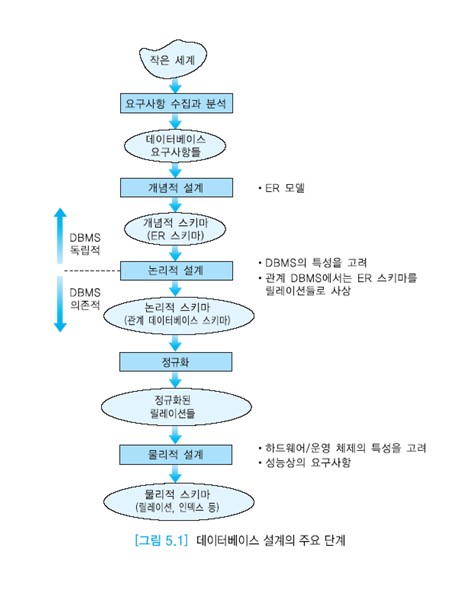 작은 세계
요구사항 수집과 분석
데이터베이스
요구사항들
개념적 설계
• ER 모델
개념적 스키마
(ER 스키마)
DBMS
독립적
논리적 설계
• DBMS의 특성을 고려
• 관계 DBMS에서는 ER 스키마를
릴레이션들로 사상
DBMS
의존적
논리적 스키마
(관계 데이터베이스 스키마)
정규화
정규화된
릴레이션들
물리적 설계
• 하드웨어/운영 체제의 특성을 고려
• 성능상의 요구사항
물리적 스키마
(릴레이션, 인덱스 등)
[그림 5.1] 데이터베이스 설계의 주요 단계